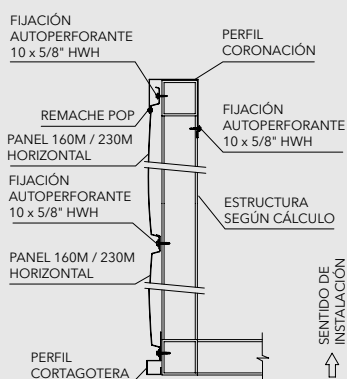 FIJACIÓN
AUTOPERFORANTE
10 x 5/8" HWH
PERFIL
CORONACIÓN
REMACHE POP
FIJACIÓN
AUTOPERFORANTE
10 x 5/8" HWH
PANEL 160M / 230M
HORIZONTAL
FIJACIÓN
AUTOPERFORANTE
10 x 5/8" HWH
ESTRUCTURA
SEGÚN CÁLCULO
PANEL 160M / 230M
HORIZONTAL
SENTIDO DE
INSTALACIÓN
PERFIL
CORTAGOTERA